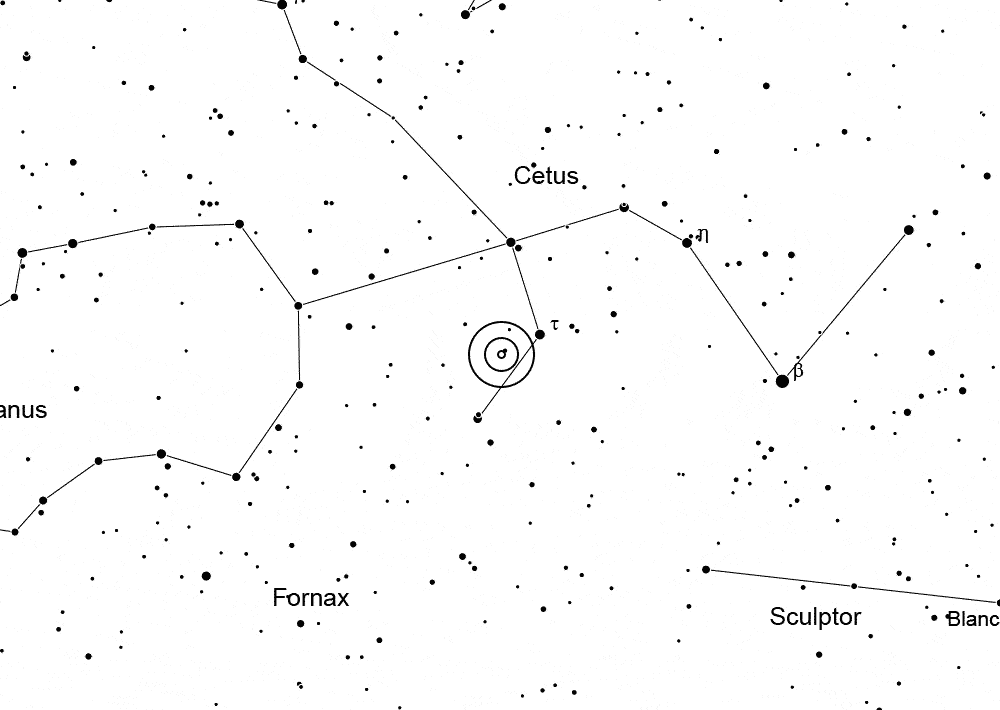 Cetus
η
τ
β
anus
Fornax
Sculptor
Blanc